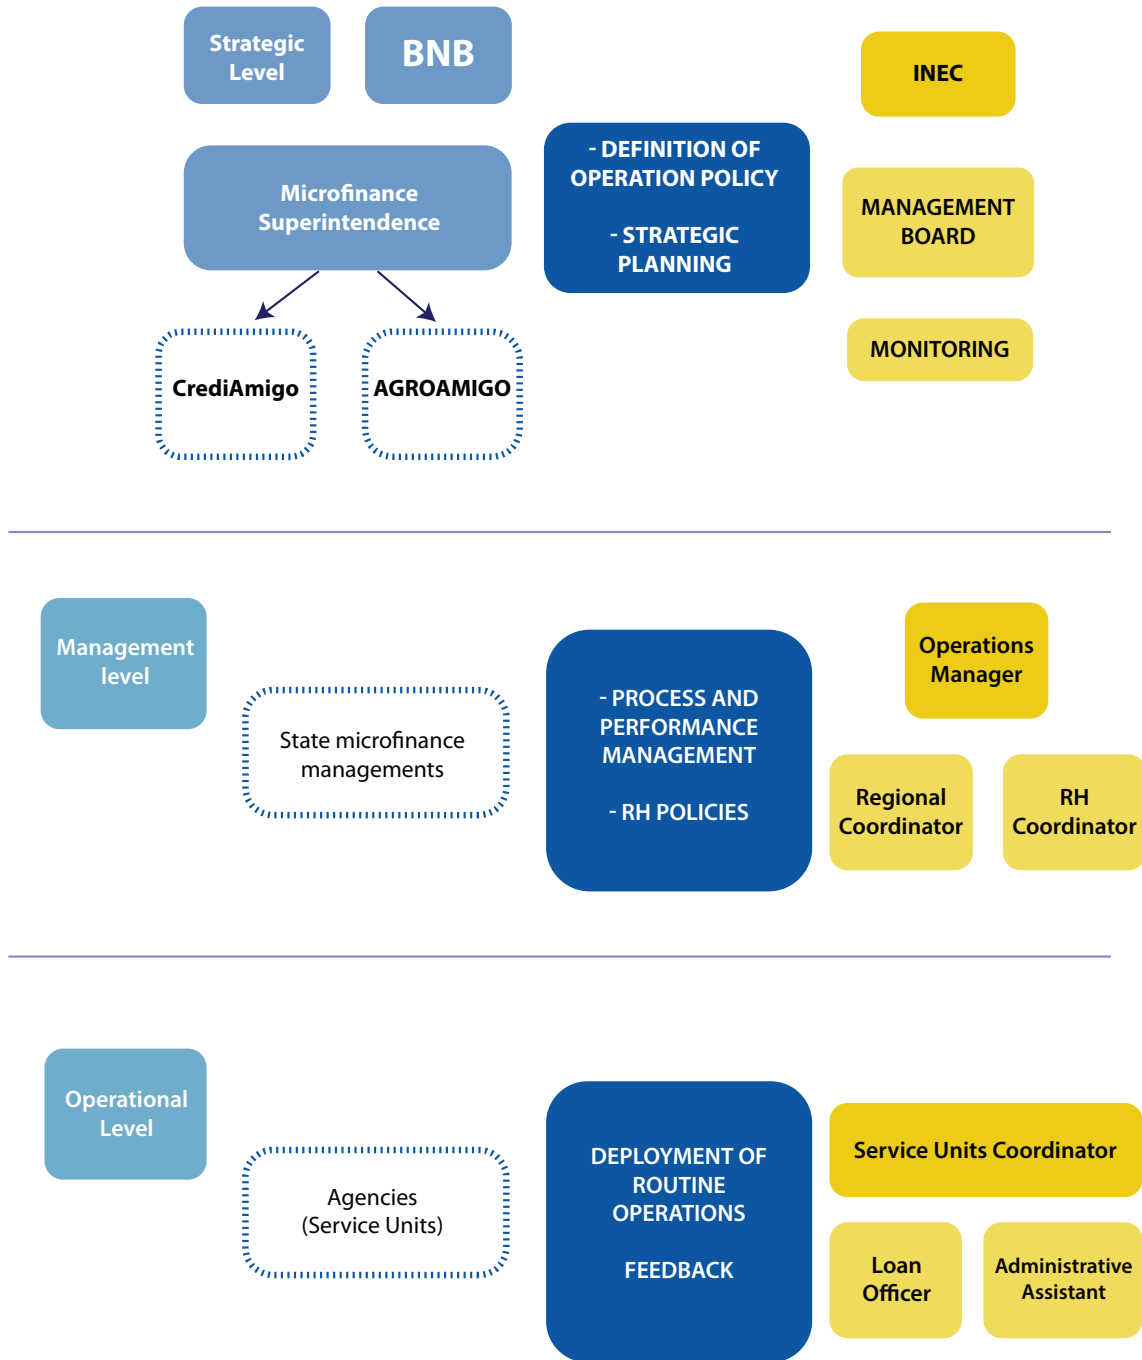 Strategic
Level
BNB
INEC
Microfinance
Superintendence
- DEFINITION OF
OPERATION POLICY
- STRATEGIC
PLANNING
MANAGEMENT
BOARD
MONITORING
CrediAmigo
AGROAMIGO
Management
level
State microfinance
managements
- PROCESS AND
PERFORMANCE
MANAGEMENT
- RH POLICIES
Operations
Manager
Regional
Coordinator
RH
Coordinator
Operational
Level
Agencies
(Service Units)
DEPLOYMENT OF
ROUTINE
OPERATIONS
FEEDBACK
Service Units Coordinator
Loan
Officer
Administrative
Assistant